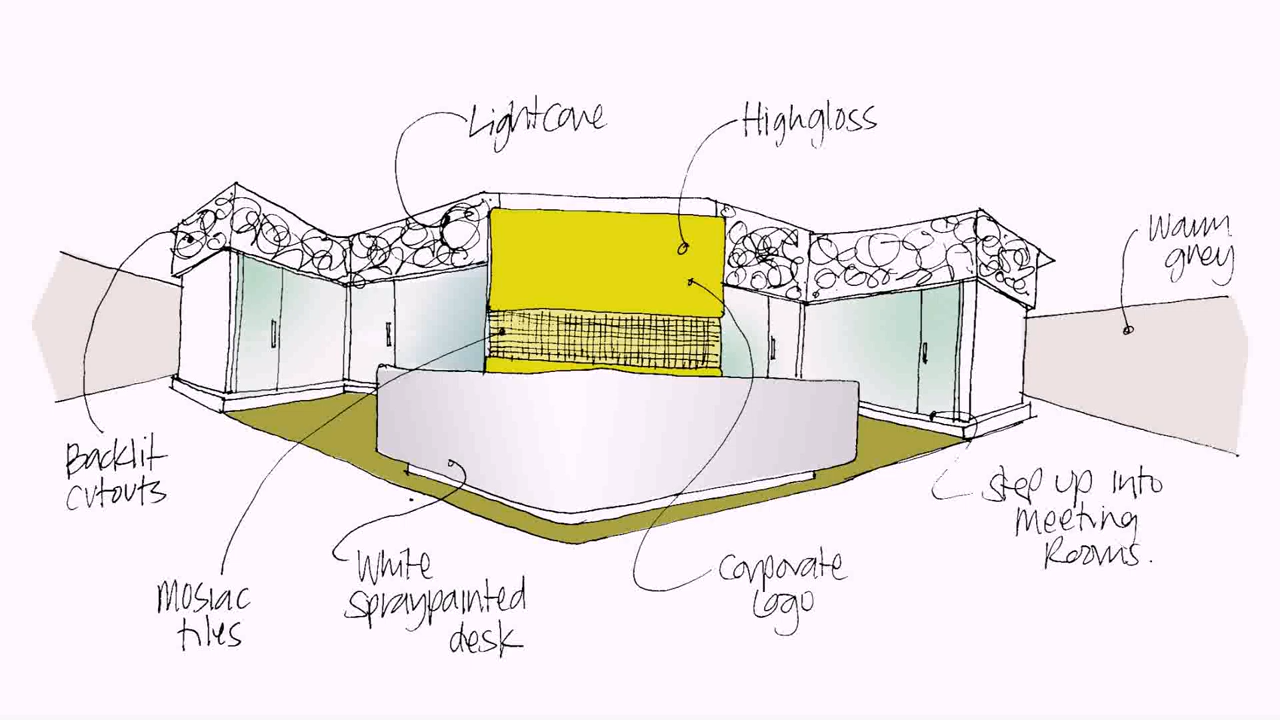 Lightcove
Highgloss
Warm
grey
Backlit
cutouts
Step up into
Meeting
Rooms.
Mosiac
tiles
White
spraypainted
desk
Corporate
Logo